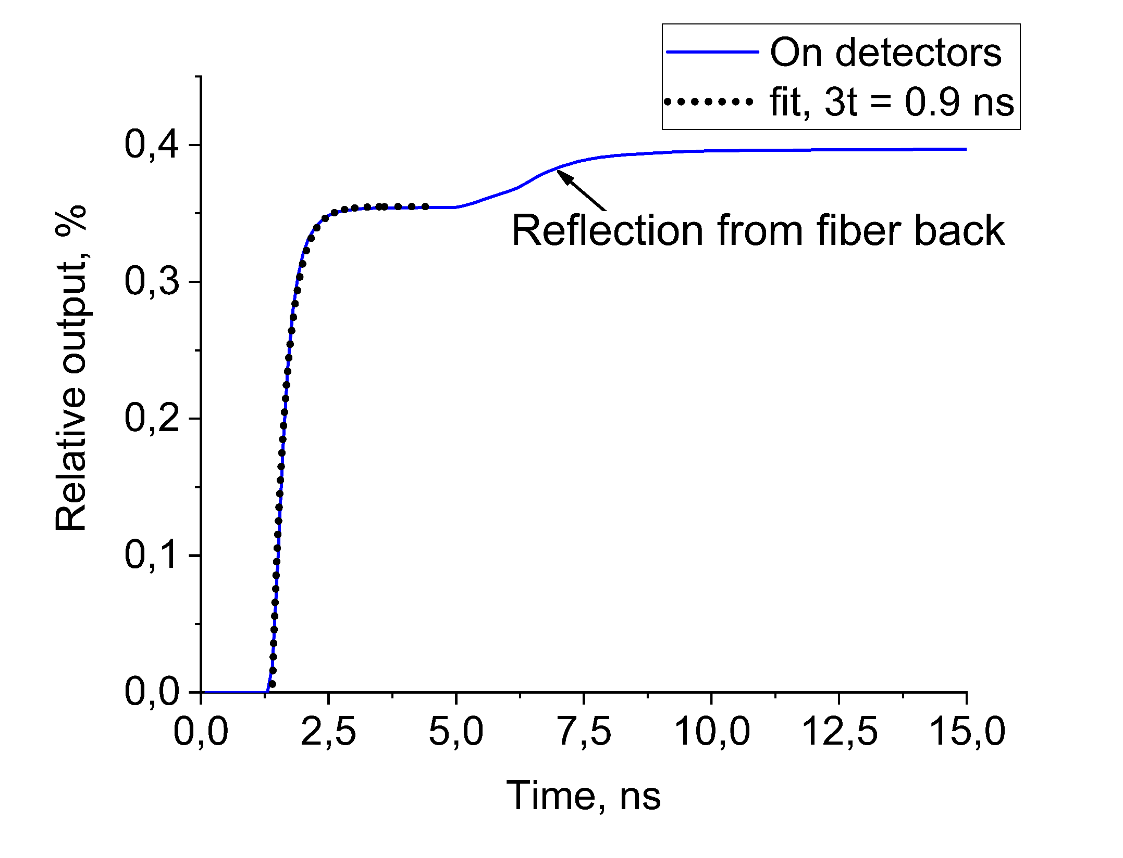 On detectors
fit, 3t = 0.9 ns
0,4
Reflection from fiber back
0,3
0,2
0,1
0,0
Relative output, %
0,0 2,5 5,0 7,5 10,0 12,5 15,0
Time, ns